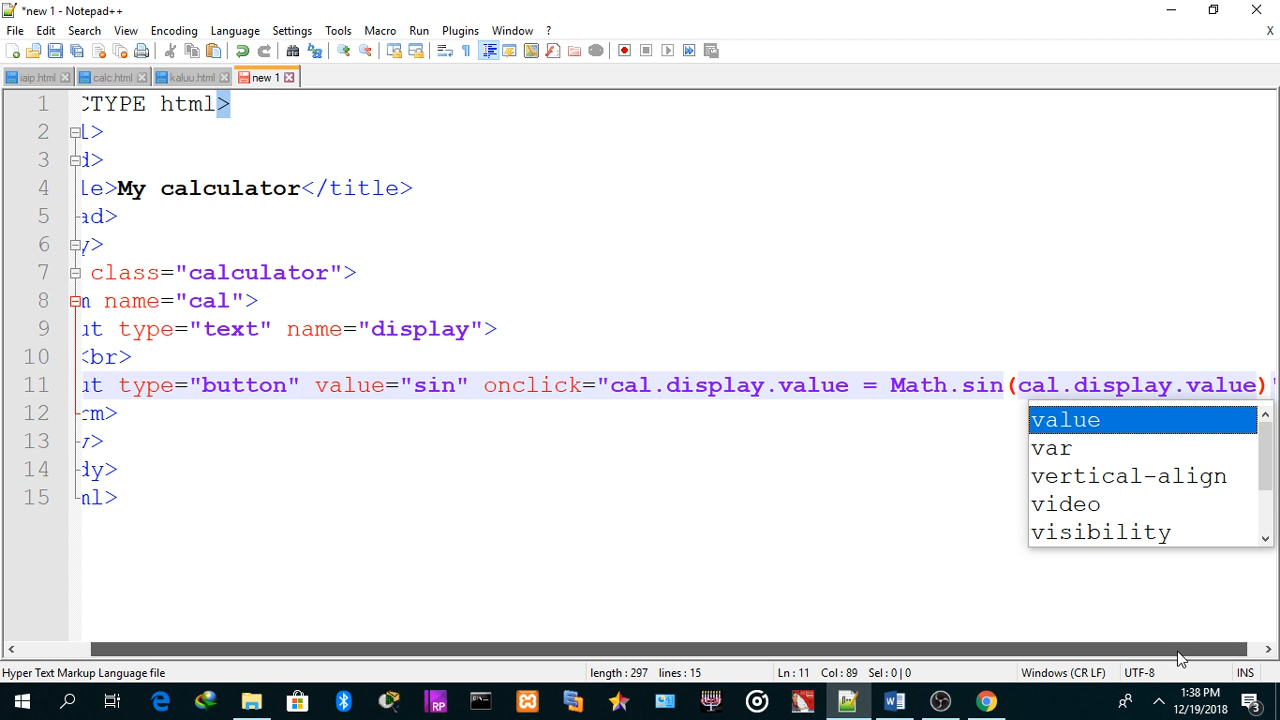 *new 1 - Notepad++
File Edit Search View Encoding Language Settings Tools Macro Run Plugins Window ? X
iaip.html calc.html kaluu.html new 1
1 CTYPE html>
2 L>
3 d>
4 le>My calculator</title>
5 ad>
6 y>
7 class="calculator">
8 m name="cal">
9 ut type="text" name="display">
10 <br>
11 ut type="button" value="sin" onclick="cal.display.value = Math.sin(cal.display.value)"
12 rm>
13 v>
14 dy>
15 ml>
value
var
vertical-align
video
visibility
Hyper Text Markup Language file length : 297 lines : 15 Ln : 11 Col : 89 Sel : 0 | 0 Windows (CR LF) UTF-8 INS
RP
1:38 PM
12/19/2018
3